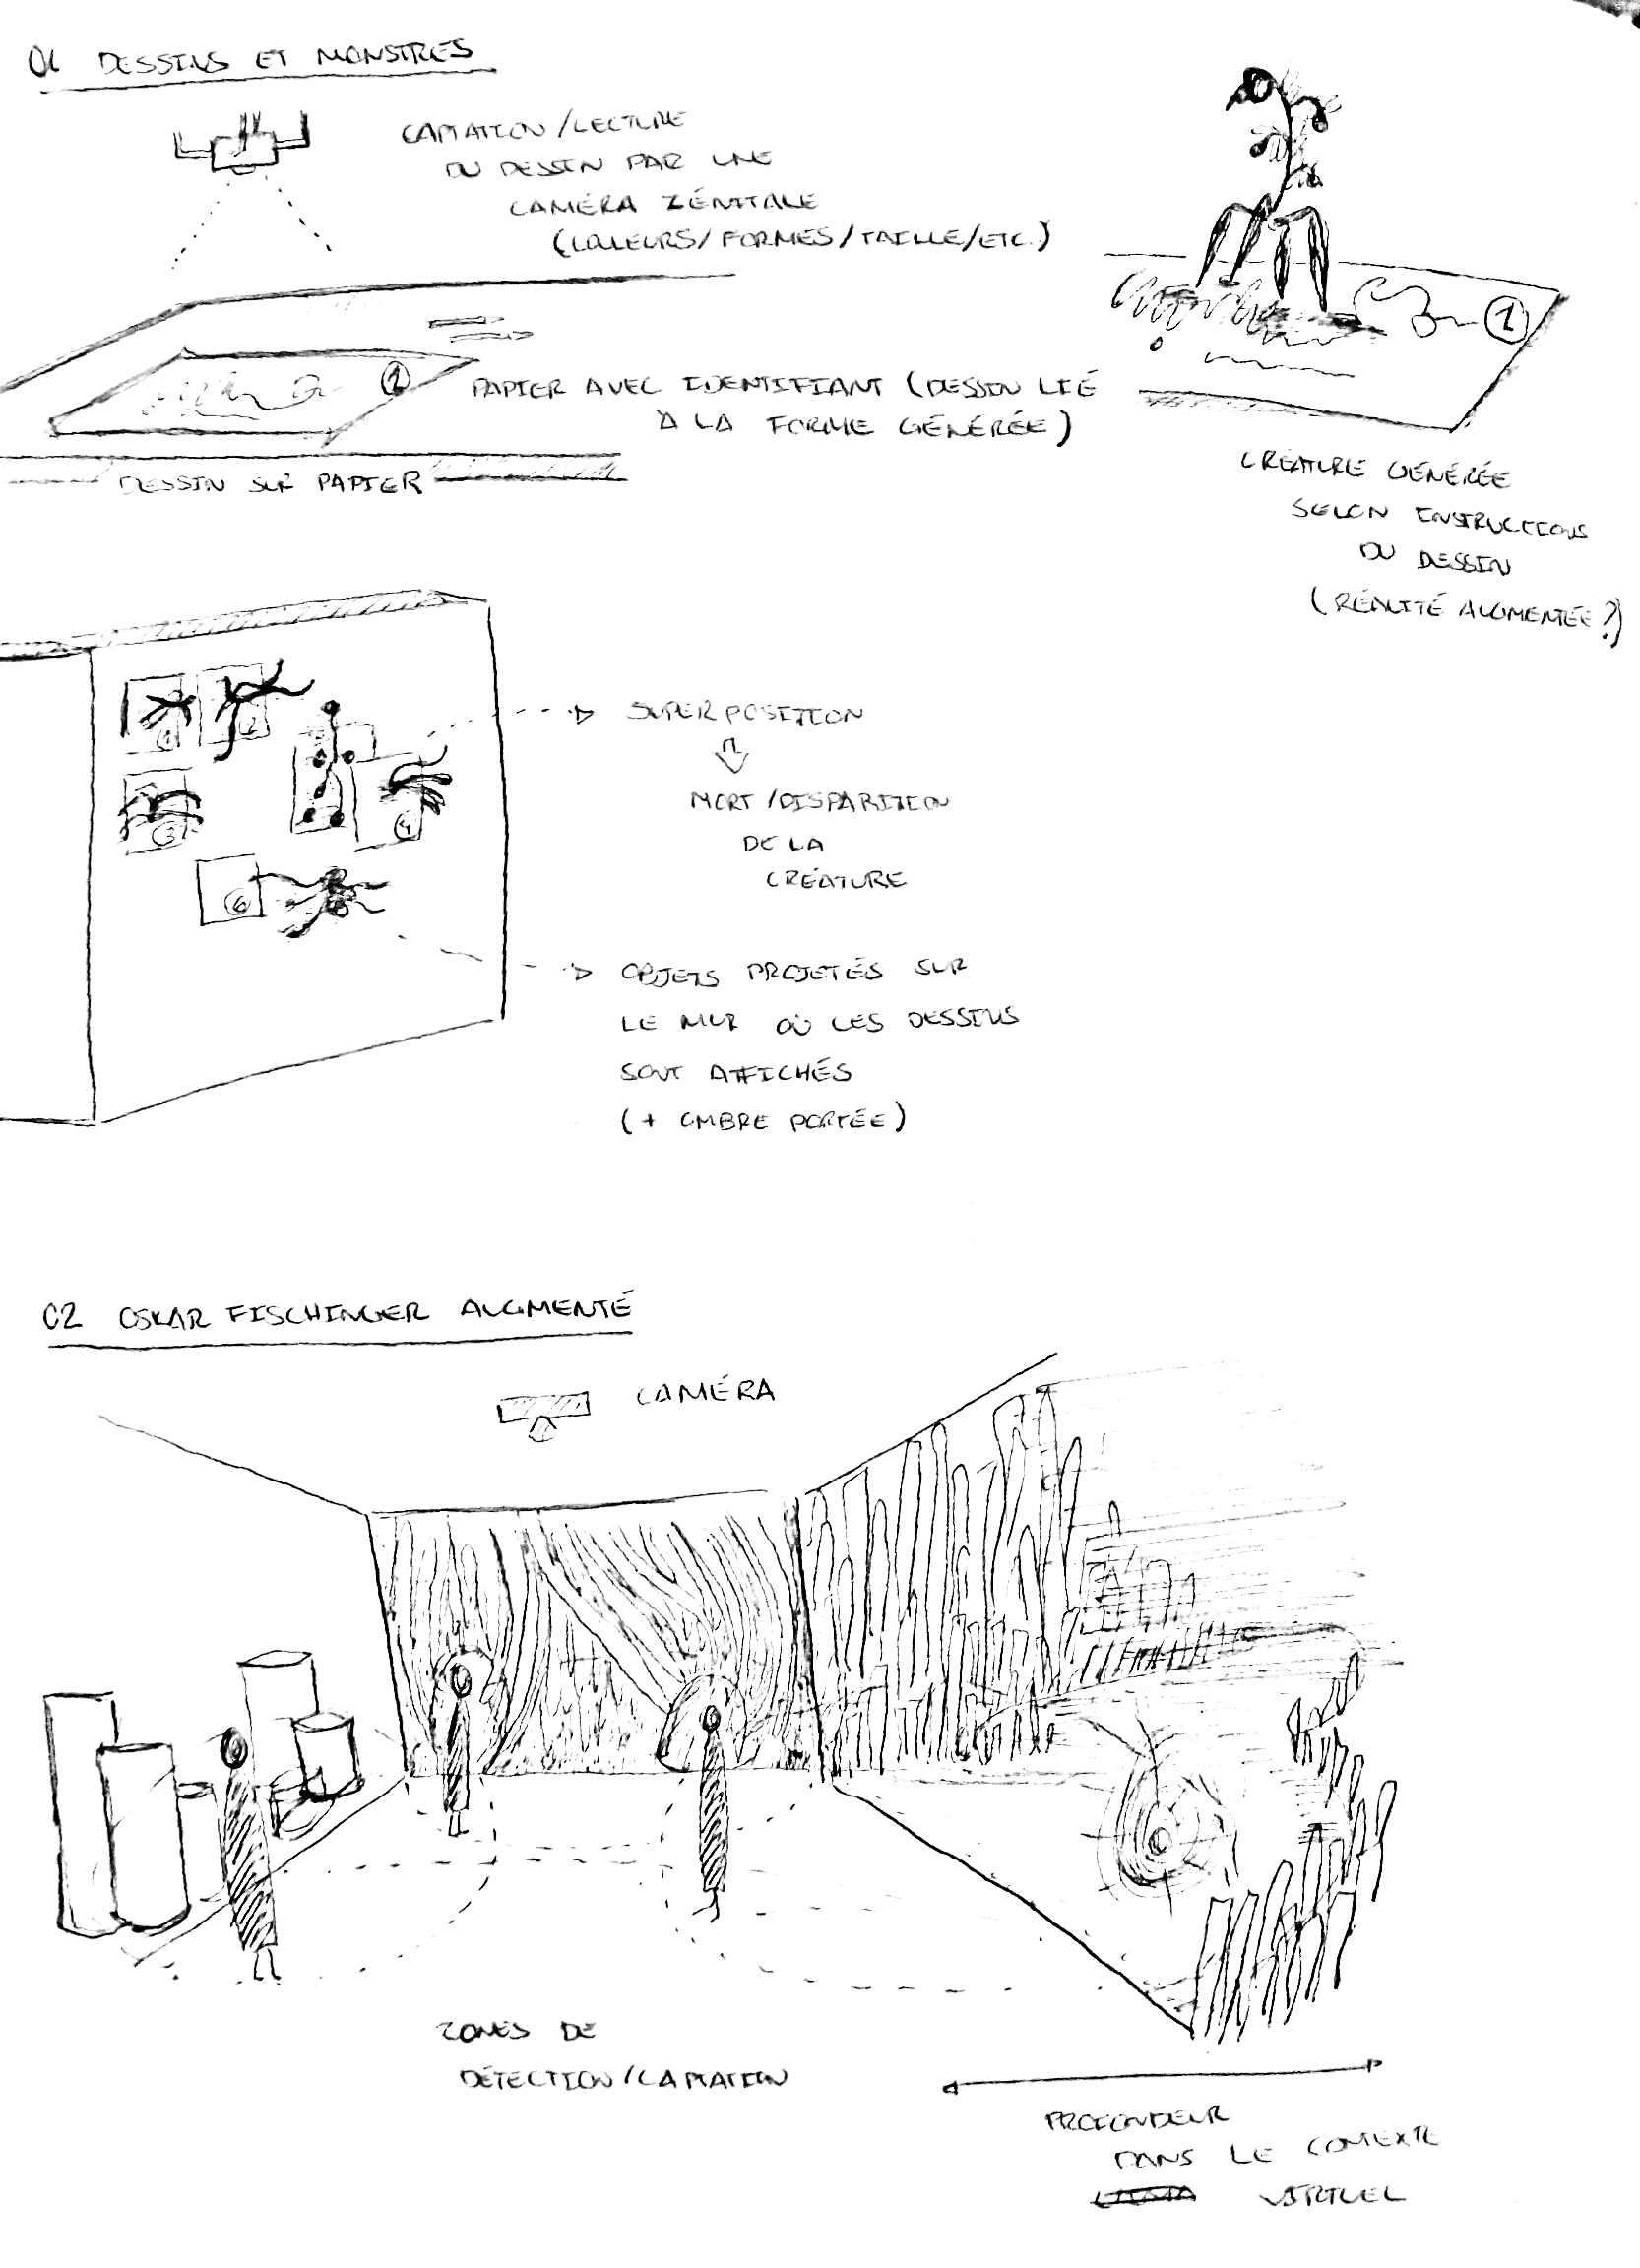 01 DESSINS ET MONSTRES
CAPTATION/LECTURE
DU DESSIN PAR UNE
CAMÉRA ZÉNITALE
(COULEURS/FORMES/TAILLE/ETC.)
1
1
PAPIER AVEC IDENTIFIANT (DESSIN LIÉ
À LA FORME GÉNÉRÉE)
DESSIN SUR PAPIER
CRÉATURE GÉNÉRÉE
SELON INSTRUCTIONS
DU DESSIN
(RÉALITÉ AUGMENTÉE?)
1
2
3
4
6
SUPERPOSITION
MORT/DISPARITION
DE LA
CRÉATURE
OBJETS PROJETÉS SUR
LE MUR OÙ LES DESSINS
SONT AFFICHÉS
(+ OMBRE PORTÉE)
02 OSKAR FISCHINGER AUGMENTÉ
CAMÉRA
ZONES DE
DÉTECTION/CAPTATION
PROFONDEUR
DANS LE CONTEXTE
VIRTUEL